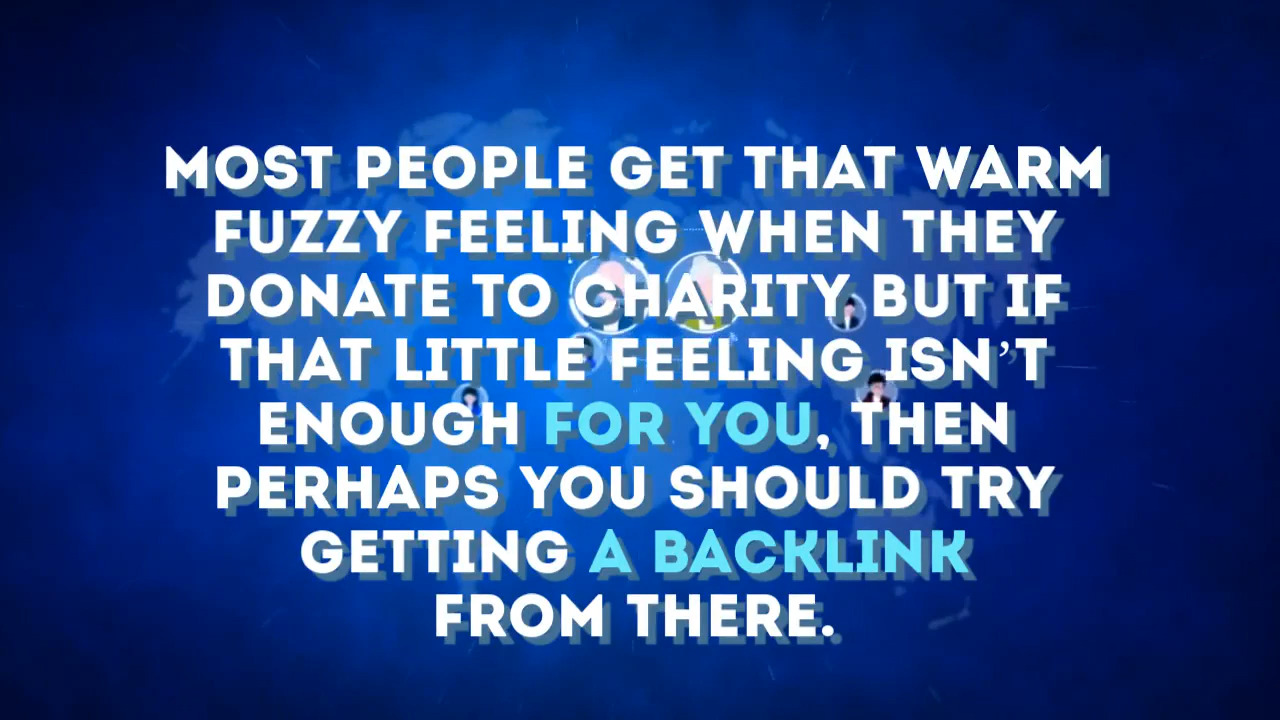 MOST PEOPLE GET THAT WARM
FUZZY FEELING WHEN THEY
DONATE TO CHARITY BUT IF
THAT LITTLE FEELING ISN’T
ENOUGH FOR YOU, THEN
PERHAPS YOU SHOULD TRY
GETTING A BACKLINK
FROM THERE.